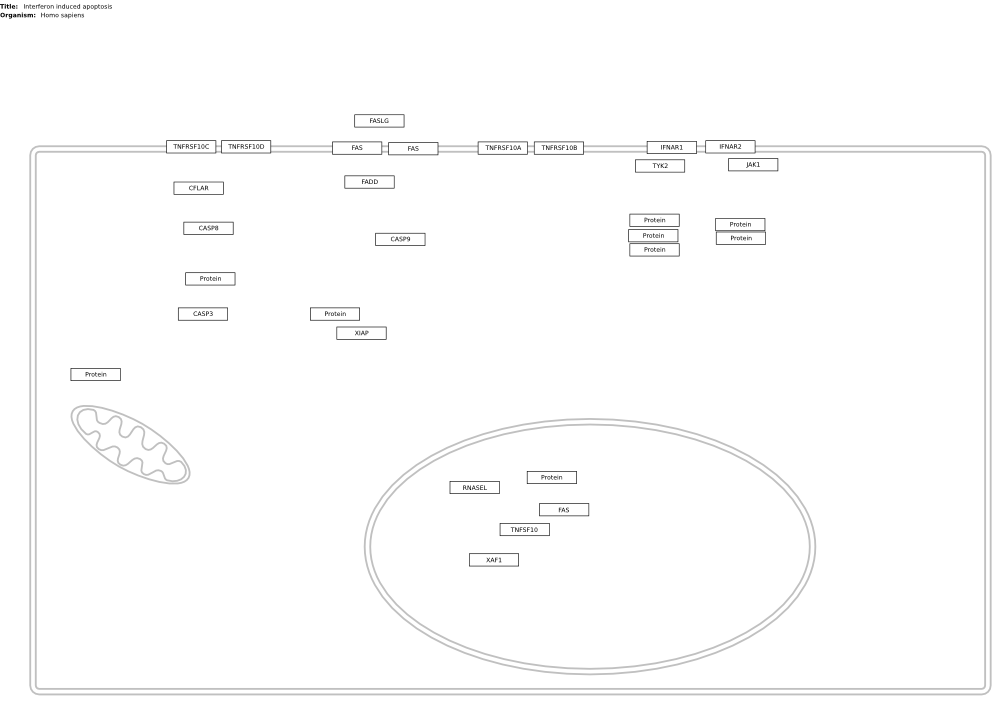 Title: Interferon induced apoptosis
Organism: Homo sapiens
FASLG
TNFRSF10C
TNFRSF10D
FAS
FAS
TNFRSF10A
TNFRSF10B
IFNAR1
IFNAR2
TYK2
JAK1
CFLAR
FADD
CASP8
CASP9
Protein
Protein
Protein
Protein
Protein
Protein
CASP3
Protein
XIAP
Protein
RNASEL
Protein
FAS
TNFSF10
XAF1